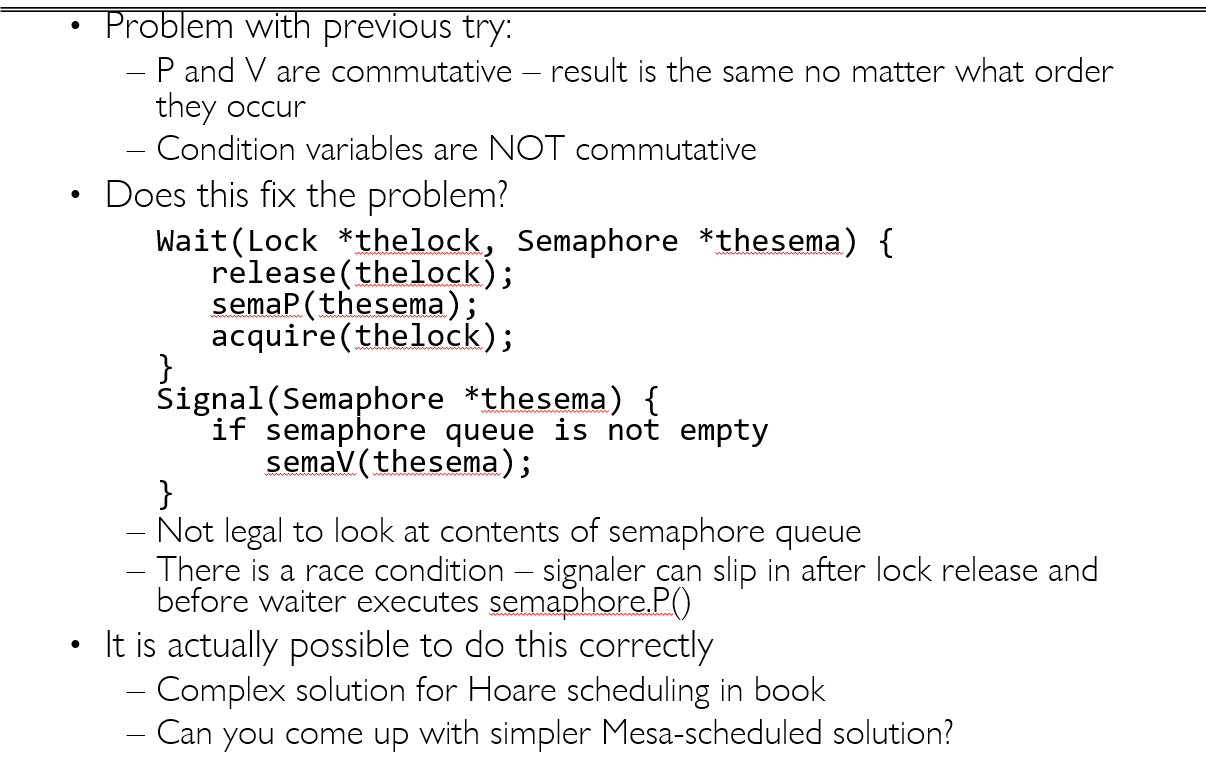 • Problem with previous try:
– P and V are commutative – result is the same no matter what order
they occur
– Condition variables are NOT commutative
• Does this fix the problem?
Wait(Lock *thelock, Semaphore *thesema) {
release(thelock);
semaP(thesema);
acquire(thelock);
}
Signal(Semaphore *thesema) {
if semaphore queue is not empty
semaV(thesema);
}
– Not legal to look at contents of semaphore queue
– There is a race condition – signaler can slip in after lock release and
before waiter executes semaphore.P()
• It is actually possible to do this correctly
– Complex solution for Hoare scheduling in book
– Can you come up with simpler Mesa-scheduled solution?